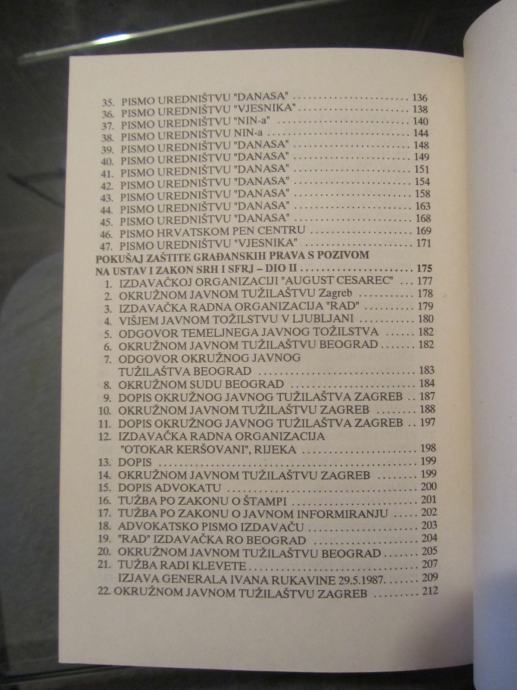 35. PISMO UREDNIŠTVU "DANASA" ........................ 136
36. PISMO UREDNIŠTVU "VJESNIKA" ...................... 138
37. PISMO UREDNIŠTVU "NIN-a" ......................... 140
38. PISMO UREDNIŠTVU NIN-a ........................... 144
39. PISMO UREDNIŠTVU "DANASA" ........................ 148
40. PISMO UREDNIŠTVU "DANASA" ........................ 149
41. PISMO UREDNIŠTVU "DANASA" ........................ 151
42. PISMO UREDNIŠTVU "DANASA" ........................ 154
43. PISMO UREDNIŠTVU "DANASA" ........................ 158
44. PISMO UREDNIŠTVU "DANASA" ........................ 163
45. PISMO UREDNIŠTVU "DANASA" ........................ 168
46. PISMO HRVATSKOM PEN CENTRU ....................... 169
47. PISMO UREDNIŠTVU "VJESNIKA" ...................... 171
POKUŠAJ ZAŠTITE GRAĐANSKIH PRAVA S POZIVOM
NA USTAV I ZAKON SRH I SFRJ – DIO II ................. 175
1. IZDAVAČKOJ ORGANIZACIJI "AUGUST CESAREC" ...... 177
2. OKRUŽNOM JAVNOM TUŽILAŠTVU Zagreb ............. 178
3. IZDAVAČKA RADNA ORGANIZACIJA "RAD" ............ 179
4. VIŠJEM JAVNOM TOŽILSTVU V LJUBLJANI ........... 180
5. ODGOVOR TEMELJNEGA JAVNOG TOŽILSTVA ........... 182
6. OKRUŽNOM JAVNOM TUŽILAŠTVU BEOGRAD ............ 182
7. ODGOVOR OKRUŽNOG JAVNOG
TUŽILAŠTVA BEOGRAD ............................... 183
8. OKRUŽNOM SUDU BEOGRAD ......................... 184
9. DOPIS OKRUŽNOG JAVNOG TUŽILAŠTVA ZAGREB .. 187
10. OKRUŽNOM JAVNOM TUŽILAŠTVU ZAGREB ............ 188
11. DOPIS OKRUŽNOG JAVNOG TUŽILAŠTVA ZAGREB .. 197
12. IZDAVAČKA RADNA ORGANIZACIJA
"OTOKAR KERŠOVANI", RIJEKA ....................... 198
13. DOPIS ........................................ 199
14. OKRUŽNOM JAVNOM TUŽILAŠTVU ZAGREB ............ 199
15. DOPIS ADVOKATU ............................... 200
16. TUŽBA PO ZAKONU O ŠTAMPI ..................... 201
17. TUŽBA PO ZAKONU O JAVNOM INFORMIRANJU ..... 202
18. ADVOKATSKO PISMO IZDAVAČU .................... 203
19. "RAD" IZDAVAČKA RO BEOGRAD ................... 204
20. OKRUŽNOM JAVNOM TUŽILAŠTVU BEOGRAD ........ 205
21. TUŽBA RADI KLEVETE ........................... 207
IZJAVA GENERALA IVANA RUKAVINE 29.5.1987. ........ 209
22. OKRUŽNOM JAVNOM TUŽILAŠTVU ZAGREB ............ 212